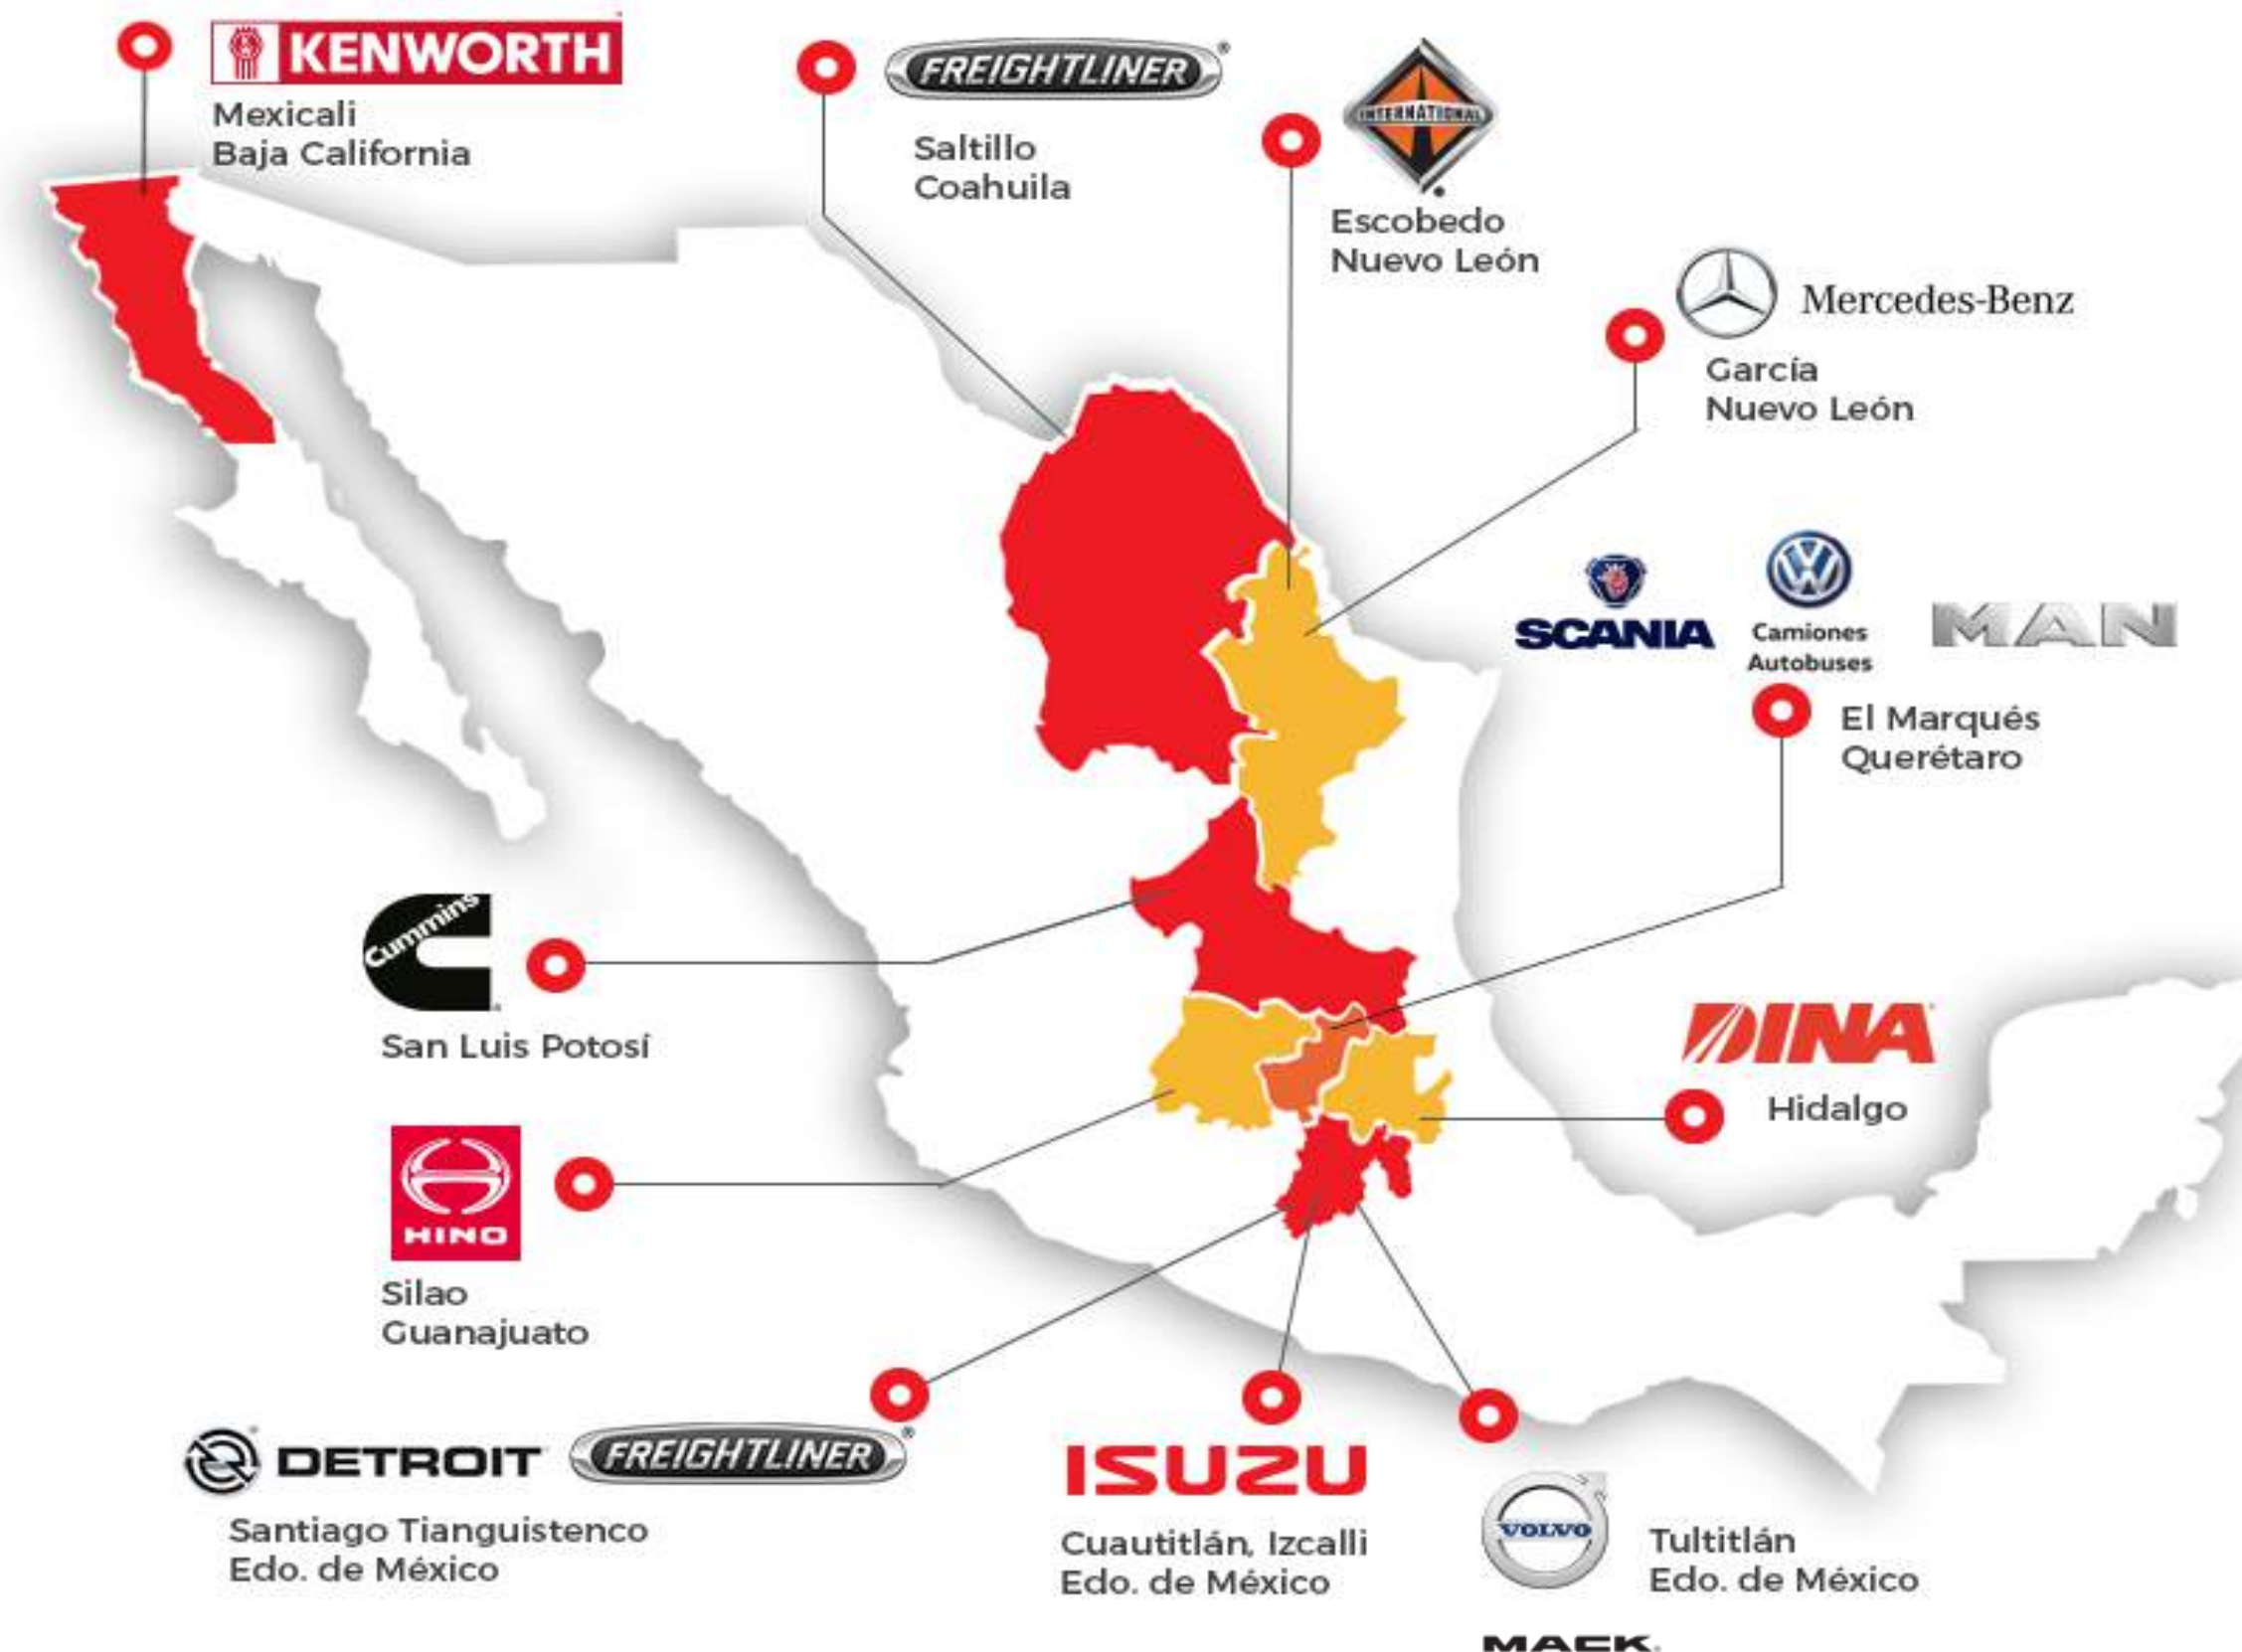 KENWORTH
Mexicali
Baja California
FREIGHTLINER
Saltillo
Coahuila
INTERNATIONAL
Escobedo
Nuevo León
Mercedes-Benz
García
Nuevo León
SCANIA
Camiones
Autobuses
MAN
El Marqués
Querétaro
Cummins
San Luis Potosí
DINA
Hidalgo
HINO
Silao
Guanajuato
DETROIT
FREIGHTLINER
Santiago Tianguistenco
Edo. de México
ISUZU
Cuautitlán, Izcalli
Edo. de México
VOLVO
Tultitlán
Edo. de México
MACK